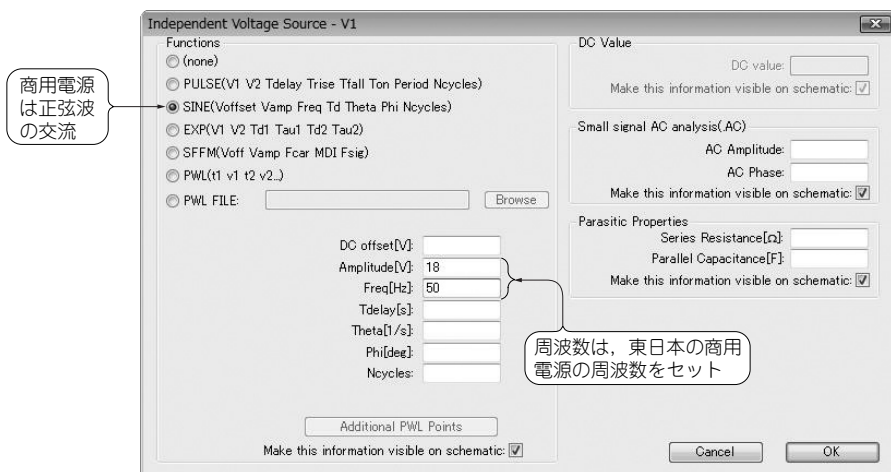 Independent Voltage Source - V1
Functions
(none)
PULSE(V1 V2 Tdelay Trise Tfall Ton Period Ncycles)
SINE(Voffset Vamp Freq Td Theta Phi Ncycles)
EXP(V1 V2 Td1 Tau1 Td2 Tau2)
SFFM(Voff Vamp Fcar MDI Fsig)
PWL(t1 v1 t2 v2...)
PWL FILE:
Browse
商用電源
は正弦波
の交流
DC offset[V]:
Amplitude[V]: 18
Freq[Hz]: 50
Tdelay[s]:
Theta[1/s]:
Phi[deg]:
Ncycles:
周波数は，東日本の商用
電源の周波数をセット
Additional PWL Points
Make this information visible on schematic:
DC Value
DC value:
Make this information visible on schematic:
Small signal AC analysis(.AC)
AC Amplitude:
AC Phase:
Make this information visible on schematic:
Parasitic Properties
Series Resistance[Ω]:
Parallel Capacitance[F]:
Make this information visible on schematic:
Cancel
OK